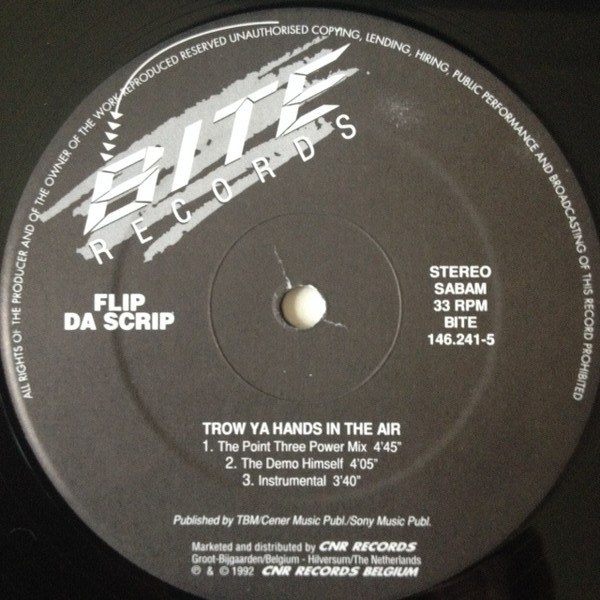 ALL RIGHTS OF THE PRODUCER AND OF THE OWNER OF THE WORK REPRODUCED RESERVED UNAUTHORISED COPYING, LENDING, HIRING, PUBLIC PERFORMANCE AND BROADCASTING OF THIS RECORD PROHIBITED
BITE
RECORDS
FLIP
DA SCRIP
STEREO
SABAM
33 RPM
BITE
146.241-5
TROW YA HANDS IN THE AIR
1. The Point Three Power Mix 4'45"
2. The Demo Himself 4'05"
3. Instrumental 3'40"
Published by TBM/Cener Music Publ./Sony Music Publ.
Marketed and distributed by CNR RECORDS
Groot-Bijgaarden/Belgium - Hilversum/The Netherlands
℗ & © 1992 CNR RECORDS BELGIUM